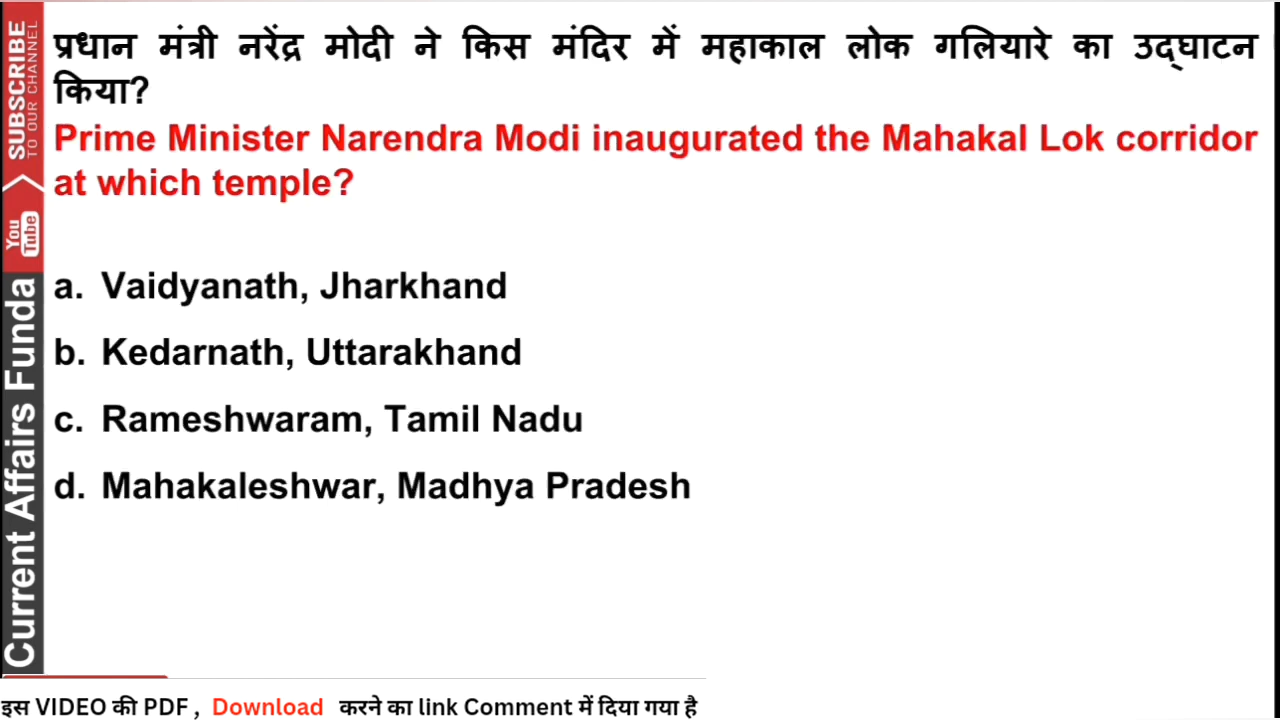 प्रधान मंत्री नरेंद्र मोदी ने किस मंदिर में महाकाल लोक गलियारे का उद्घाटन
किया?
Prime Minister Narendra Modi inaugurated the Mahakal Lok corridor
at which temple?
a. Vaidyanath, Jharkhand
b. Kedarnath, Uttarakhand
c. Rameshwaram, Tamil Nadu
d. Mahakaleshwar, Madhya Pradesh
SUBSCRIBE
TO OUR CHANNEL
You
Tube
Current Affairs Funda
इस VIDEO की PDF , Download करने का link Comment में दिया गया है